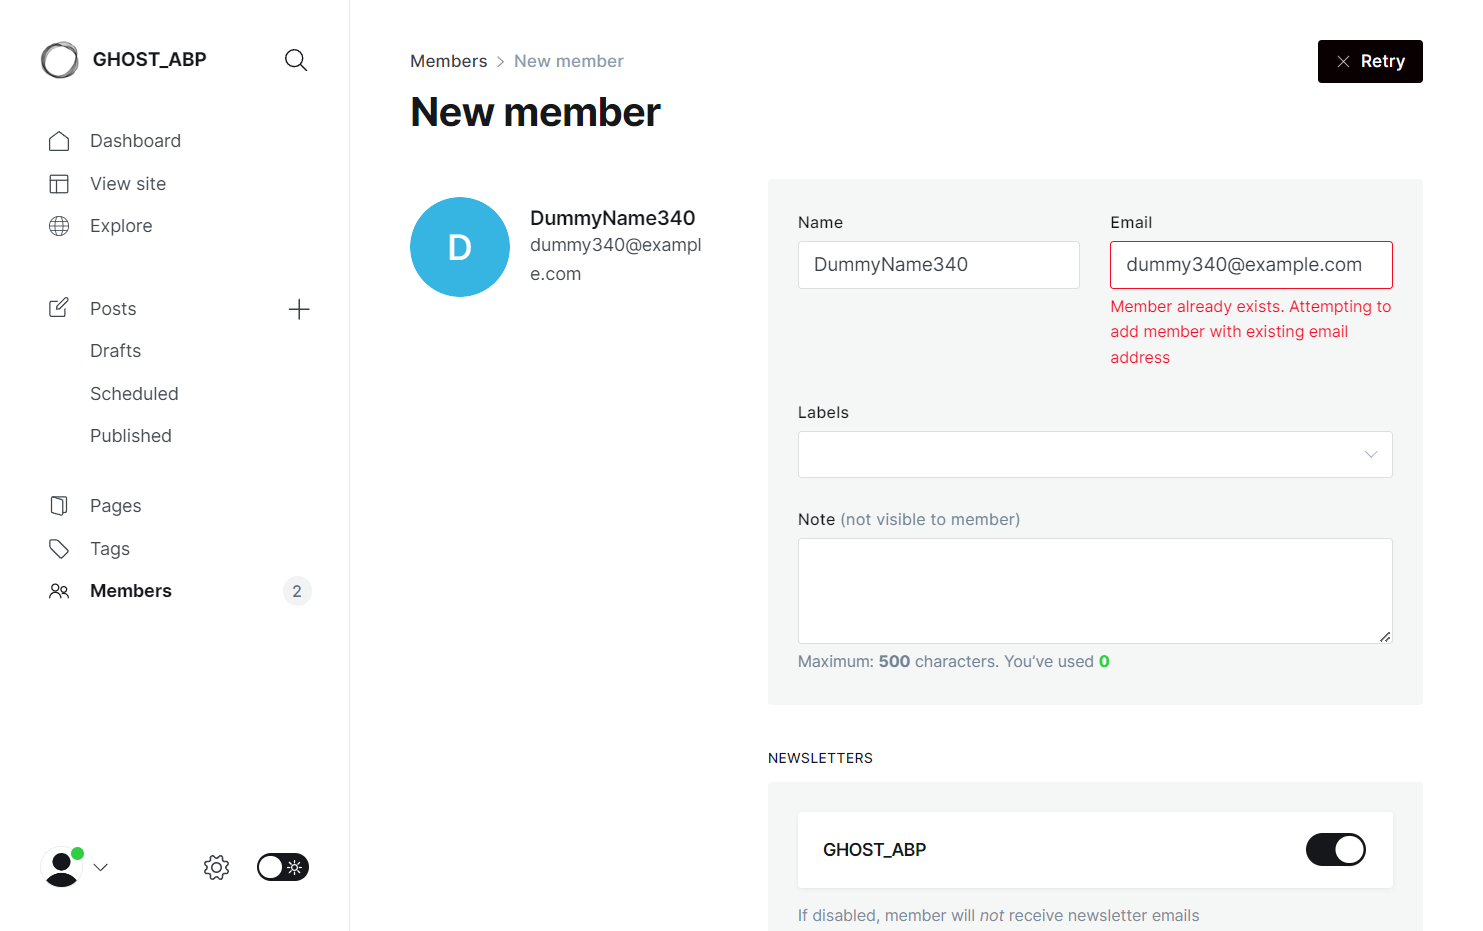 GHOST_ABP
Dashboard
View site
Explore
Posts
Drafts
Scheduled
Published
Pages
Tags
Members
2
Members > New member
Retry
New member
D
DummyName340
dummy340@exampl
e.com
Name
DummyName340
Email
dummy340@example.com
Member already exists. Attempting to
add member with existing email
address
Labels
Note (not visible to member)
Maximum: 500 characters. You’ve used 0
NEWSLETTERS
GHOST_ABP
If disabled, member will not receive newsletter emails